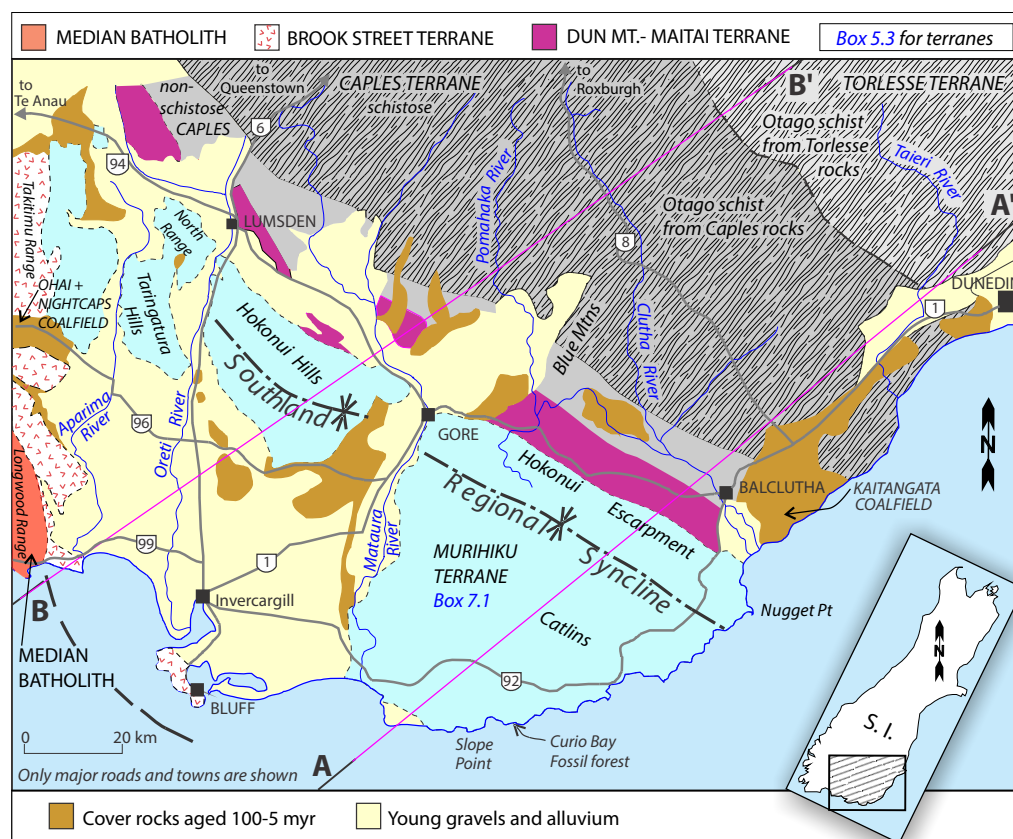 MEDIAN BATHOLITH
BROOK STREET TERRANE
DUN MT.- MAITAI TERRANE
Box 5.3 for terranes
to
Te Anau
non-
schistose
CAPLES
to
Queenstown
CAPLES TERRANE
schistose
to
Roxburgh
B'
TORLESSE TERRANE
Otago schist
from Torlesse
rocks
Taieri River
A'
6
94
Takitimu Range
LUMSDEN
North
Range
Pomahaka River
Otago schist
from Caples rocks
8
Clutha River
DUNEDIN
1
OHAI +
NIGHTCAPS
COALFIELD
Taringatura
Hills
Hokonui Hills
Southland
Blue Mtns
Aparima
River
96
Oreti River
GORE
Hokonui
Escarpment
BALCLUTHA
KAITANGATA
COALFIELD
Regional
Syncline
Longwood Range
99
1
Mataura
River
MURIHIKU
TERRANE
Box 7.1
Catlins
Nugget Pt
N
B
Invercargill
MEDIAN
BATHOLITH
BLUFF
92
0
20 km
A
Slope
Point
Curio Bay
Fossil forest
Only major roads and towns are shown
N
S. I.
Cover rocks aged 100-5 myr
Young gravels and alluvium